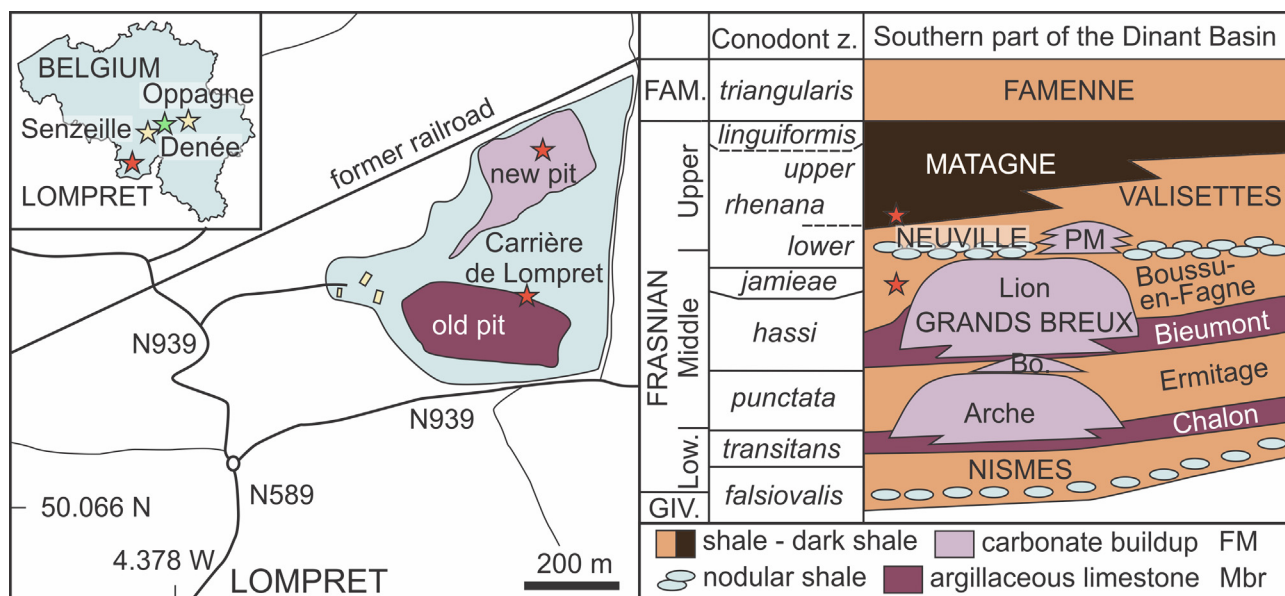 BELGIUM
Oppagne
Senzeille
Denée
LOMPRET
former railroad
new pit
Carrière
de Lompret
old pit
N939
N939
N589
50.066 N
4.378 W
LOMPRET
200 m
Conodont z.
Southern part of the Dinant Basin
FAM.
triangularis
FAMENNE
FRASNIAN
Upper
linguiformis
upper
rhenana
lower
MATAGNE
VALISETTES
NEUVILLE
PM
Middle
jamieae
hassi
punctata
Lion
GRANDS BREUX
Boussu-
en-Fagne
Bieumont
Bo.
Ermitage
Arche
Chalon
Low.
transitans
falsiovalis
NISMES
GIV.
shale - dark shale
carbonate buildup
FM
nodular shale
argillaceous limestone
Mbr